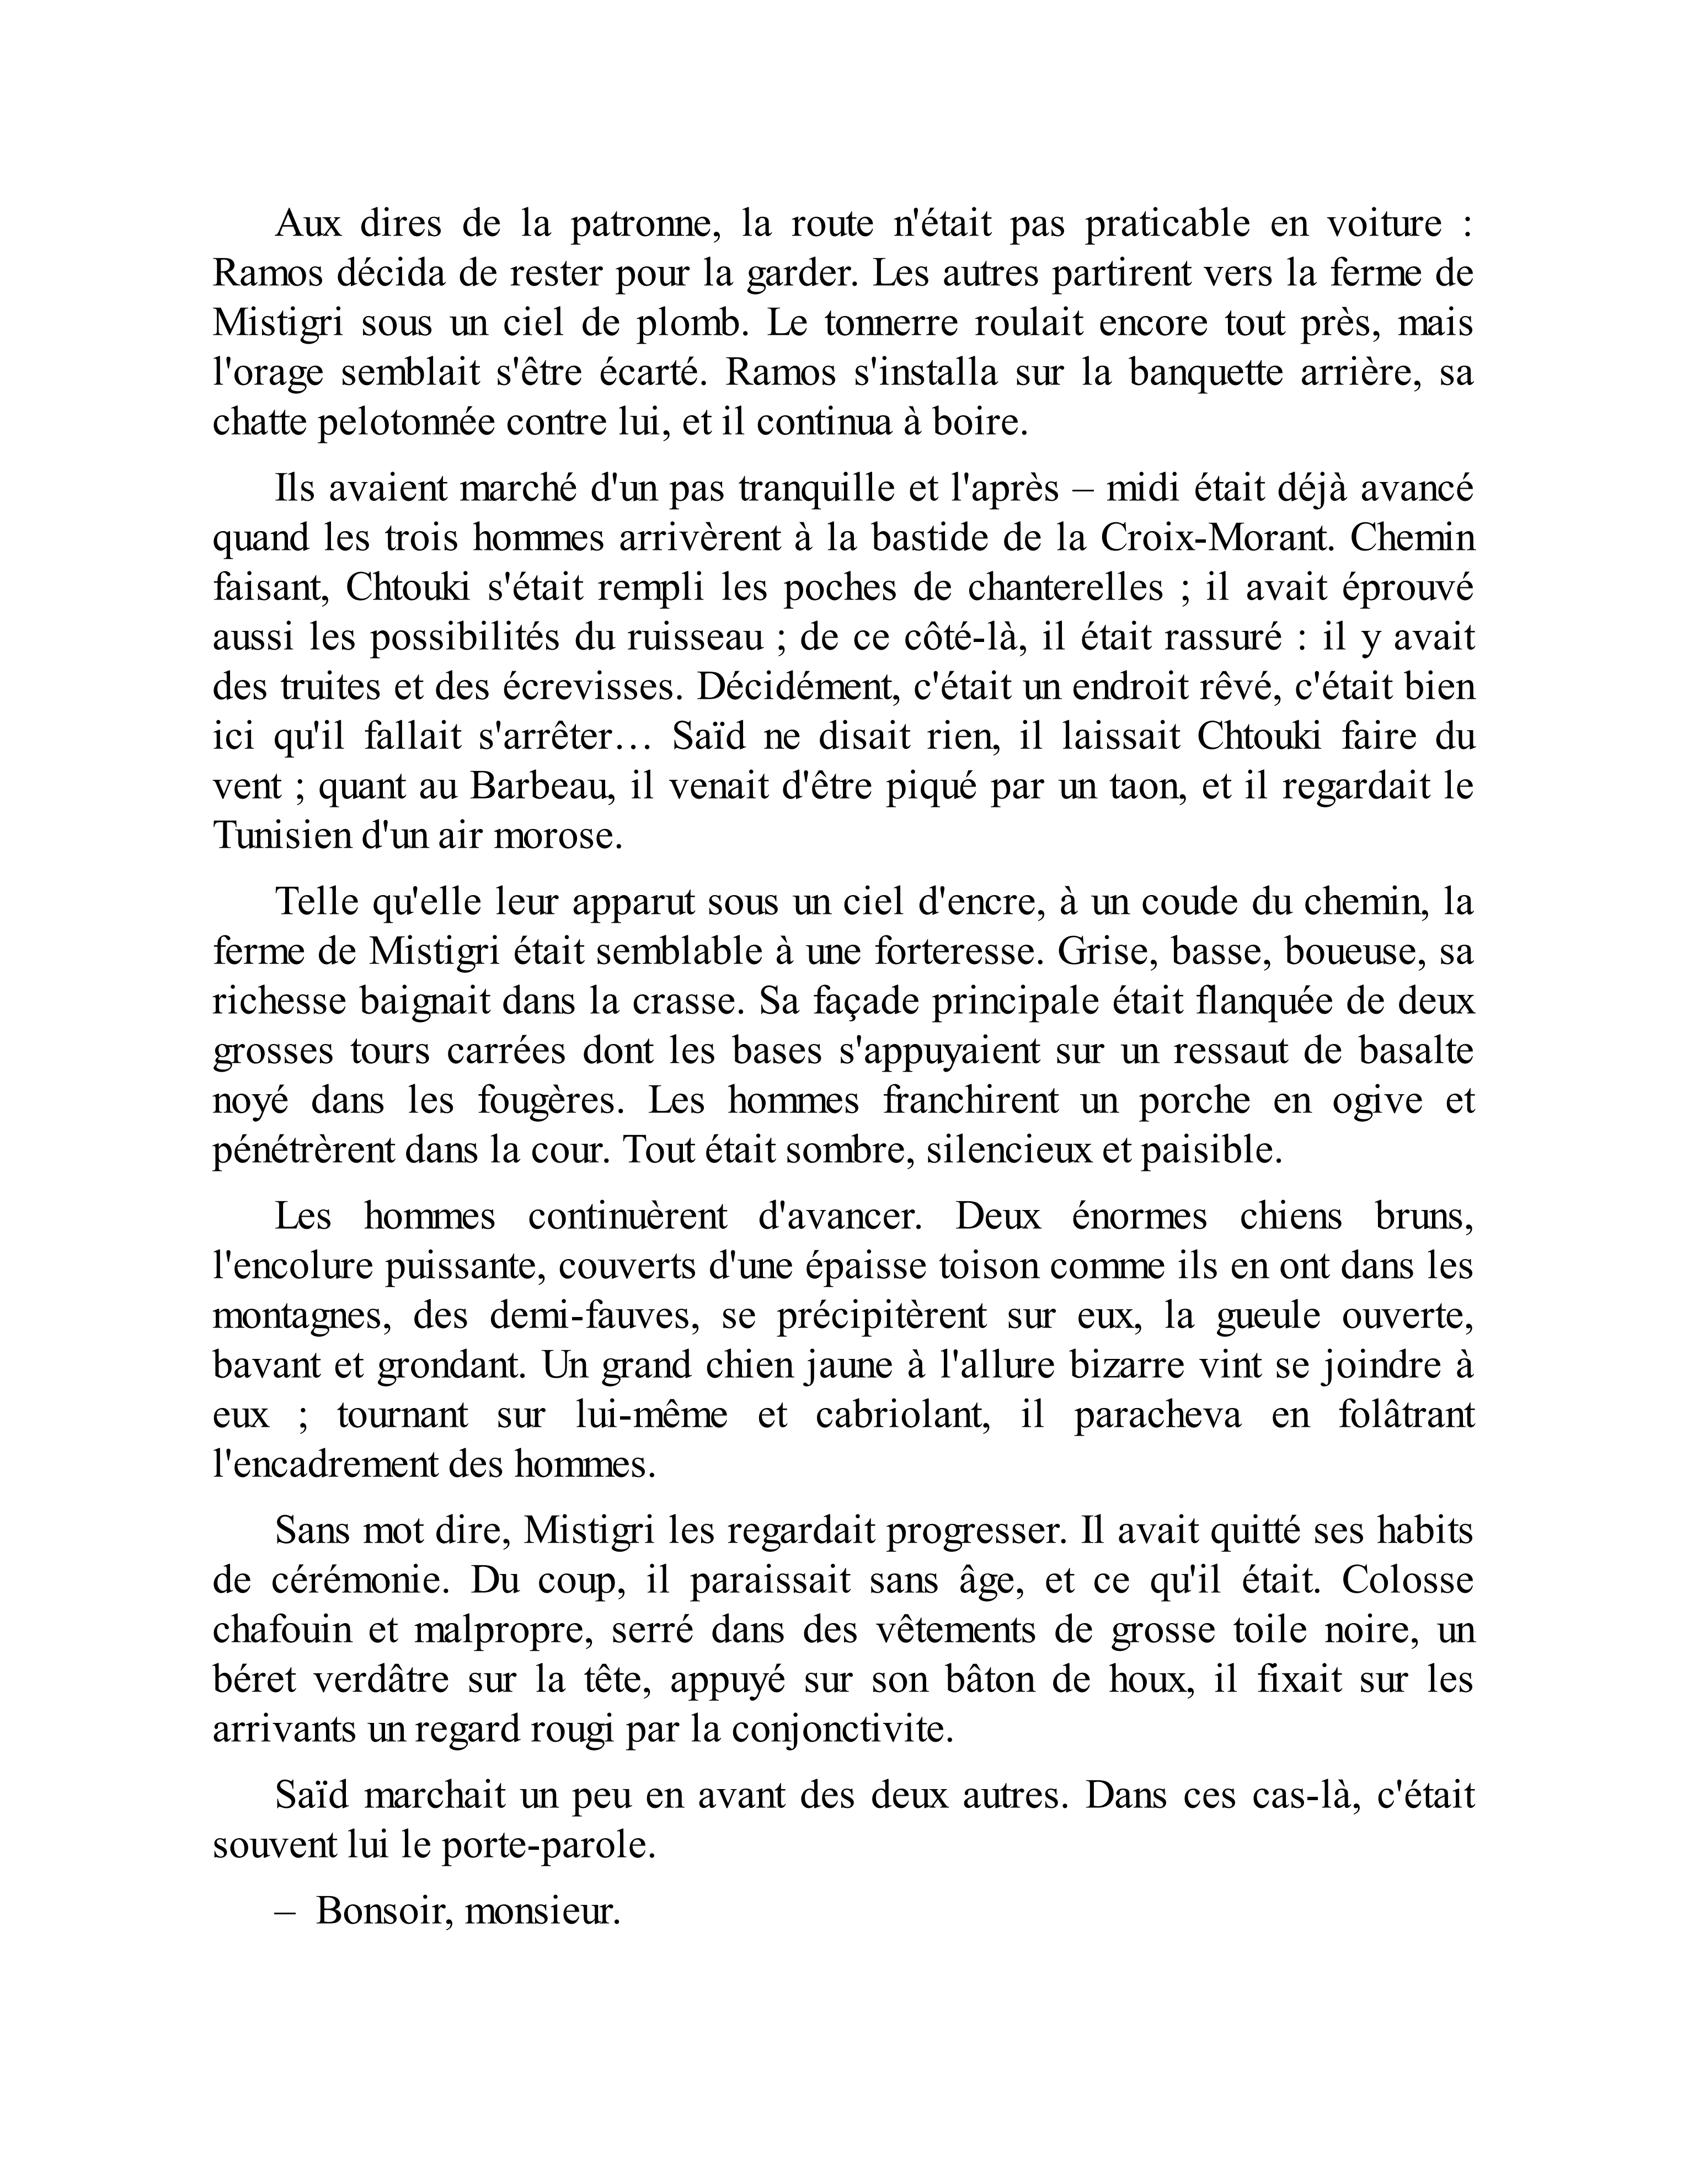 Aux dires de la patronne, la route n'était pas praticable en voiture :
Ramos décida de rester pour la garder. Les autres partirent vers la ferme de
Mistigri sous un ciel de plomb. Le tonnerre roulait encore tout près, mais
l'orage semblait s'être écarté. Ramos s'installa sur la banquette arrière, sa
chatte pelotonnée contre lui, et il continua à boire.
Ils avaient marché d'un pas tranquille et l'après – midi était déjà avancé
quand les trois hommes arrivèrent à la bastide de la Croix-Morant. Chemin
faisant, Chtouki s'était rempli les poches de chanterelles ; il avait éprouvé
aussi les possibilités du ruisseau ; de ce côté-là, il était rassuré : il y avait
des truites et des écrevisses. Décidément, c'était un endroit rêvé, c'était bien
ici qu'il fallait s'arrêter… Saïd ne disait rien, il laissait Chtouki faire du
vent ; quant au Barbeau, il venait d'être piqué par un taon, et il regardait le
Tunisien d'un air morose.
Telle qu'elle leur apparut sous un ciel d'encre, à un coude du chemin, la
ferme de Mistigri était semblable à une forteresse. Grise, basse, boueuse, sa
richesse baignait dans la crasse. Sa façade principale était flanquée de deux
grosses tours carrées dont les bases s'appuyaient sur un ressaut de basalte
noyé dans les fougères. Les hommes franchirent un porche en ogive et
pénétrèrent dans la cour. Tout était sombre, silencieux et paisible.
Les hommes continuèrent d'avancer. Deux énormes chiens bruns,
l'encolure puissante, couverts d'une épaisse toison comme ils en ont dans les
montagnes, des demi-fauves, se précipitèrent sur eux, la gueule ouverte,
bavant et grondant. Un grand chien jaune à l'allure bizarre vint se joindre à
eux ; tournant sur lui-même et cabriolant, il paracheva en folâtrant
l'encadrement des hommes.
Sans mot dire, Mistigri les regardait progresser. Il avait quitté ses habits
de cérémonie. Du coup, il paraissait sans âge, et ce qu'il était. Colosse
chafouin et malpropre, serré dans des vêtements de grosse toile noire, un
béret verdâtre sur la tête, appuyé sur son bâton de houx, il fixait sur les
arrivants un regard rougi par la conjonctivite.
Saïd marchait un peu en avant des deux autres. Dans ces cas-là, c'était
souvent lui le porte-parole.
– Bonsoir, monsieur.